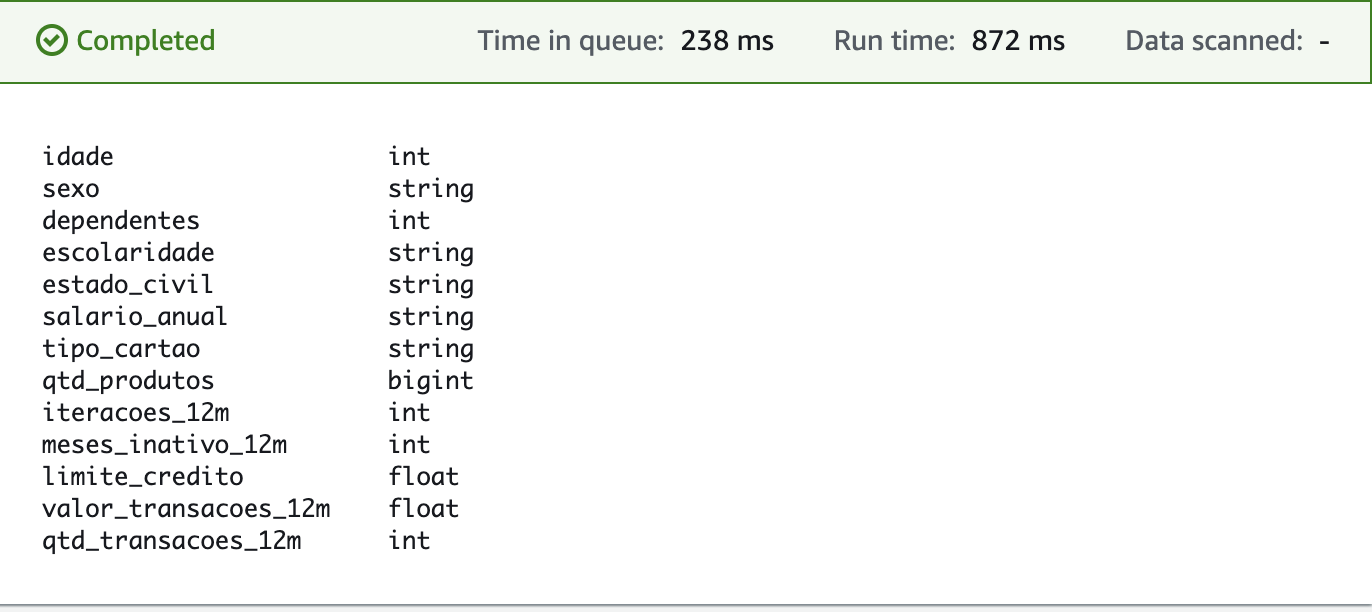 Completed Time in queue: 238 ms Run time: 872 ms Data scanned: -
idade int
sexo string
dependentes int
escolaridade string
estado_civil string
salario_anual string
tipo_cartao string
qtd_produtos bigint
iteracoes_12m int
meses_inativo_12m int
limite_credito float
valor_transacoes_12m float
qtd_transacoes_12m int